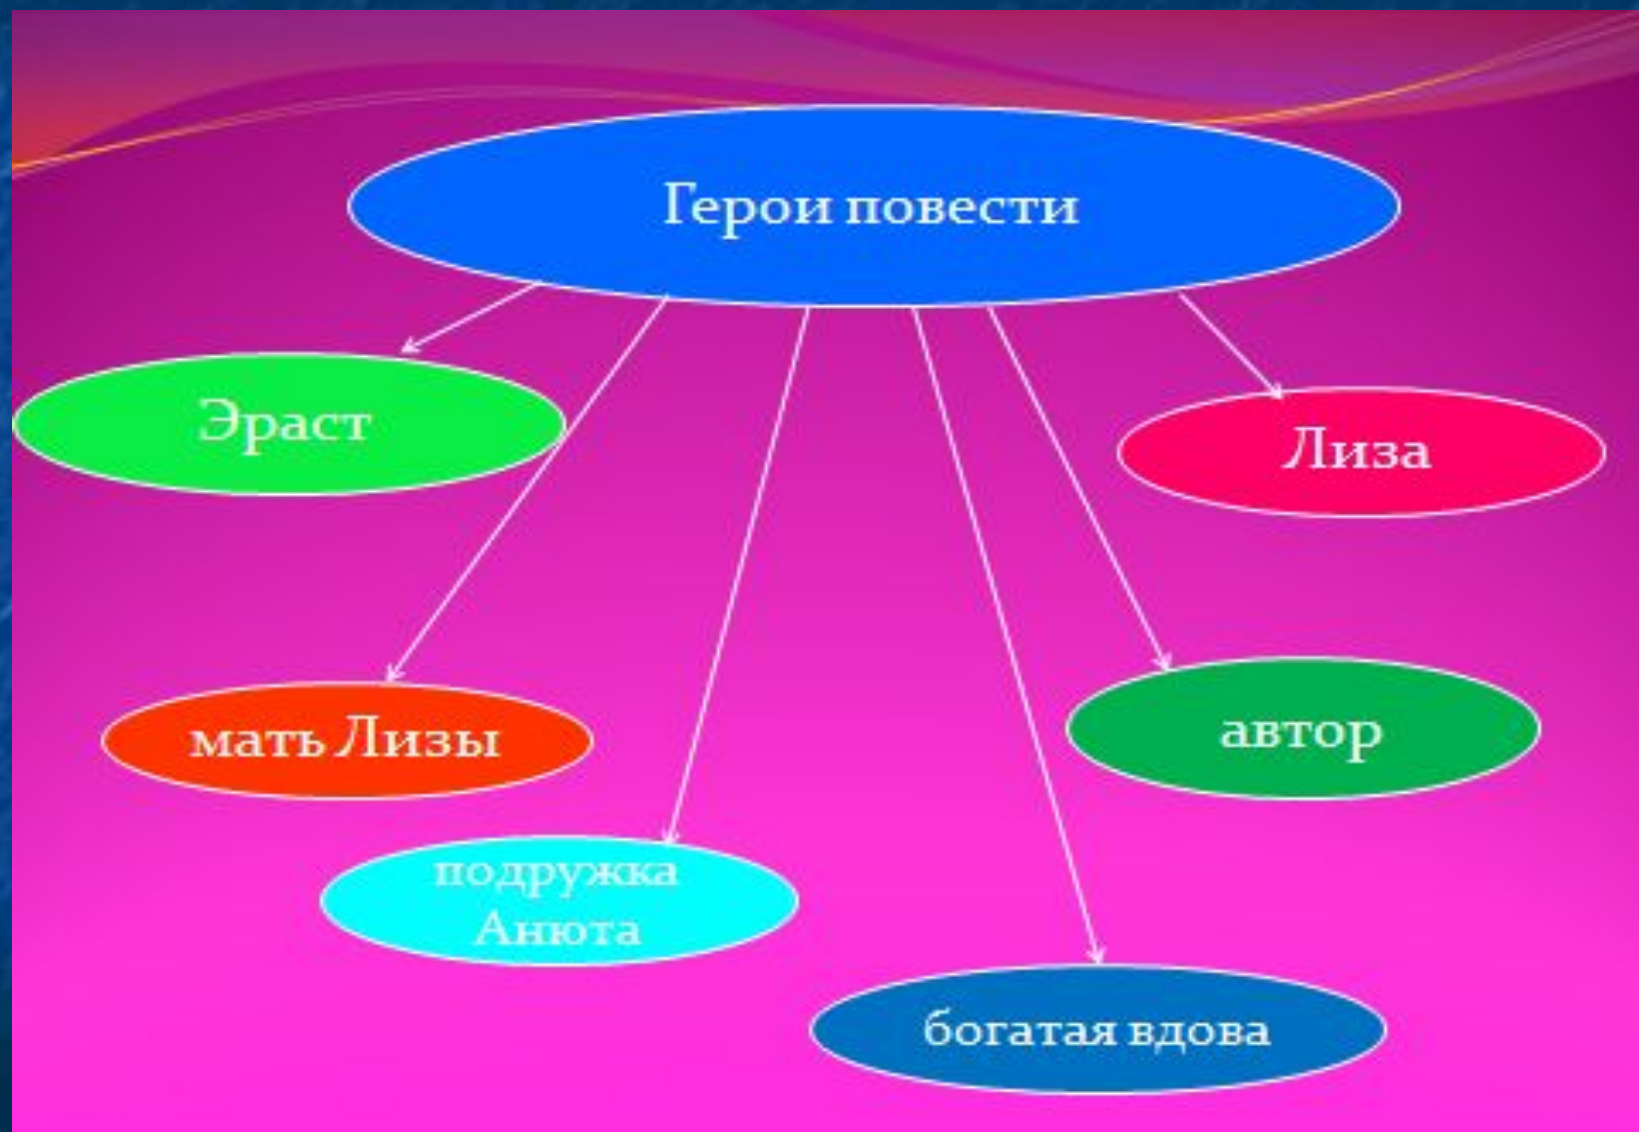 Герои повести
Эраст
Лиза
мать Лизы
автор
подружка
Анюта
богатая вдова